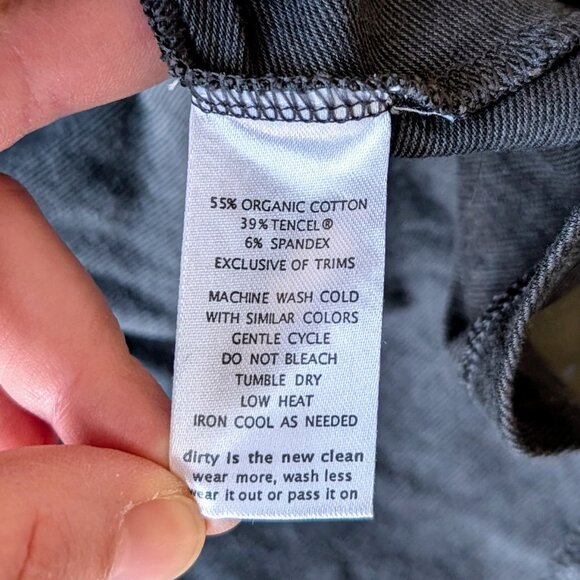 55% ORGANIC COTTON
39% TENCEL®
6% SPANDEX
EXCLUSIVE OF TRIMS
MACHINE WASH COLD
WITH SIMILAR COLORS
GENTLE CYCLE
DO NOT BLEACH
TUMBLE DRY
LOW HEAT
IRON COOL AS NEEDED
dirty is the new clean
wear more, wash less
wear it out or pass it on